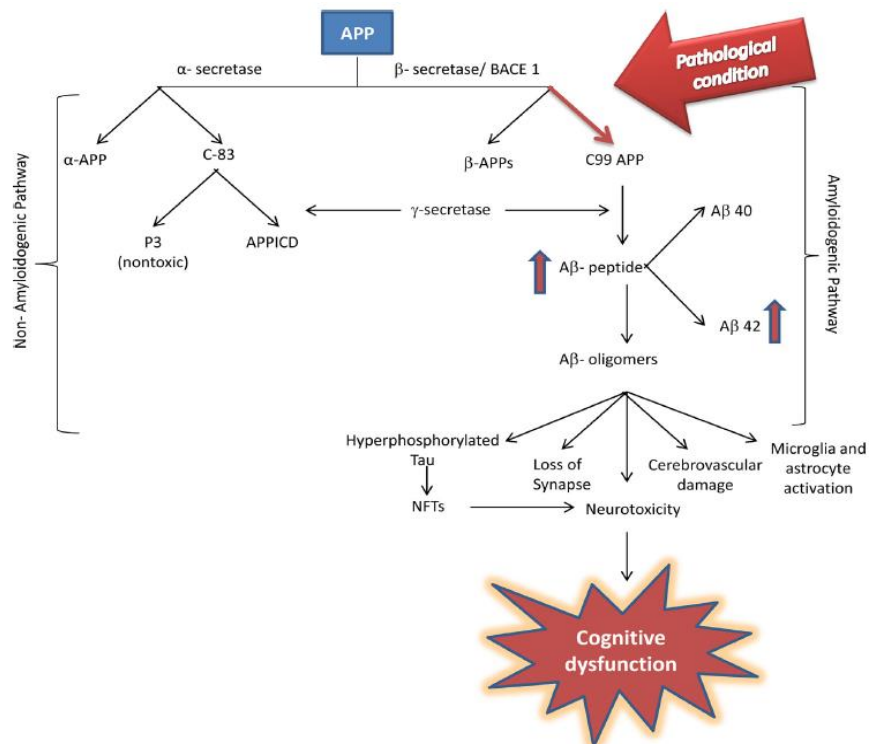 APP
α- secretase
β- secretase/ BACE 1
Pathological
condition
α-APP
C-83
β-APPs
C99 APP
γ-secretase
P3
(nontoxic)
APPICD
Aβ 40
Aβ- peptide
Aβ 42
Aβ- oligomers
Non- Amyloidogenic Pathway
Amyloidogenic Pathway
Hyperphosphorylated
Tau
Loss of
Synapse
Cerebrovascular
damage
Microglia and
astrocyte
activation
NFTs
Neurotoxicity
Cognitive
dysfunction